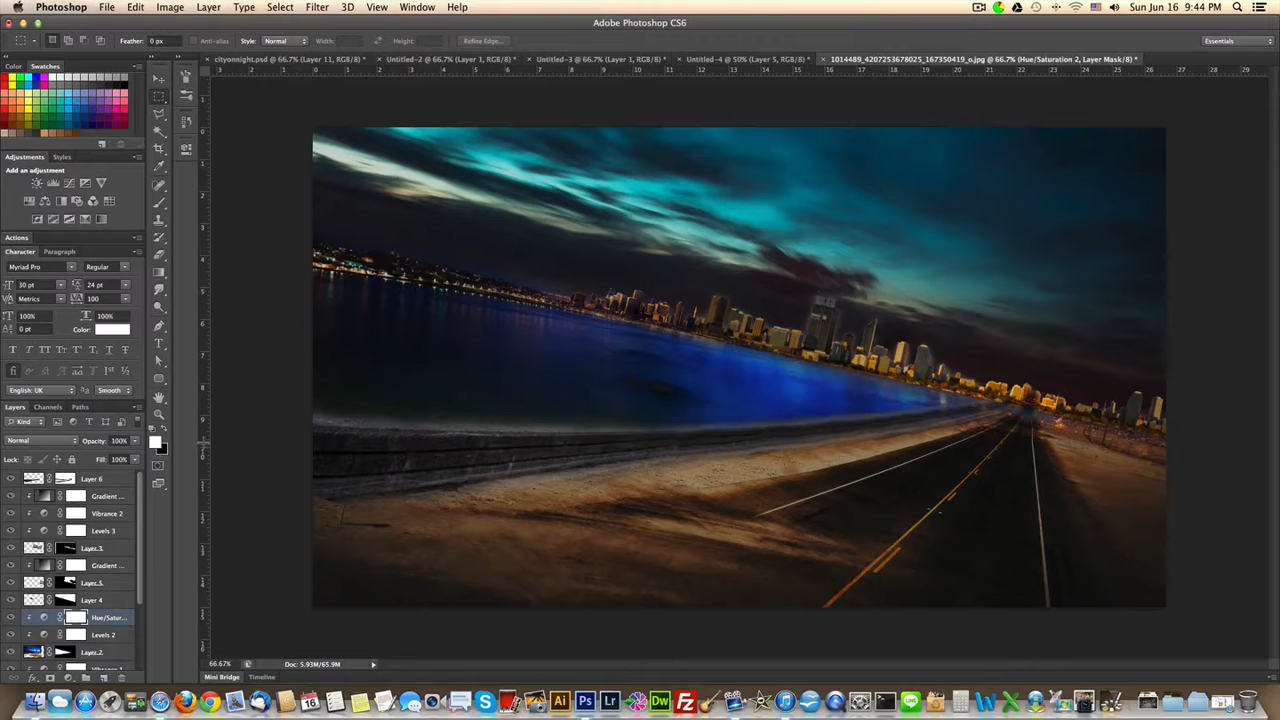 Photoshop File Edit Image Layer Type Select Filter 3D View Window Help Sun Jun 16 9:44 PM
Adobe Photoshop CS6
Feather: 0 px Anti-alias Style: Normal Width: Height: Refine Edge... Essentials
Color Swatches
cityonnight.psd @ 66.7% (Layer 11, RGB/8) * Untitled-2 @ 66.7% (Layer 1, RGB/8) * Untitled-3 @ 66.7% (Layer 1, RGB/8) * Untitled-4 @ 50% (Layer 5, RGB/8) * 1014489_4207253678025_167350419_o.jpg @ 66.7% (Hue/Saturation 2, Layer Mask/8) *
Adjustments Styles
Add an adjustment
Actions
Character Paragraph
Myriad Pro Regular
30 pt 24 pt
Metrics 100
100% 100%
0 pt Color:
English: UK Smooth
Layers Channels Paths
Kind
Normal Opacity: 100%
Lock: Fill: 100%
Layer 6
Gradient ...
Vibrance 2
Levels 3
Layer 3
Gradient ...
Layer 5
Layer 4
Hue/Satur...
Levels 2
Layer 2
Vibrance 1
66.67% Doc: 5.93M/65.9M
Mini Bridge Timeline